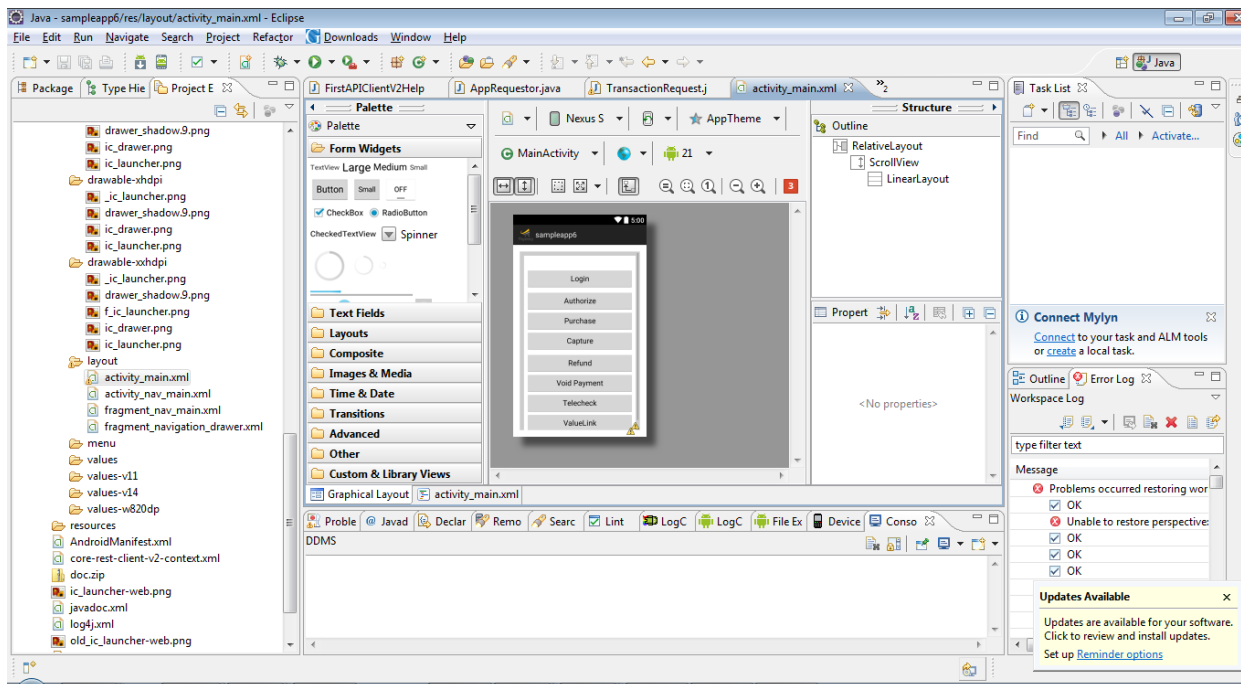 Java - sampleapp6/res/layout/activity_main.xml - Eclipse
File Edit Run Navigate Search Project Refactor Downloads Window Help
Java
Package Type Hie Project E
drawer_shadow.9.png
ic_drawer.png
ic_launcher.png
drawable-xhdpi
_ic_launcher.png
drawer_shadow.9.png
ic_drawer.png
ic_launcher.png
drawable-xxhdpi
_ic_launcher.png
drawer_shadow.9.png
f_ic_launcher.png
ic_drawer.png
ic_launcher.png
layout
activity_main.xml
activity_nav_main.xml
fragment_nav_main.xml
fragment_navigation_drawer.xml
menu
values
values-v11
values-v14
values-w820dp
resources
AndroidManifest.xml
core-rest-client-v2-context.xml
doc.zip
ic_launcher-web.png
javadoc.xml
log4j.xml
old_ic_launcher-web.png
FirstAPIClientV2Help AppRequestor.java TransactionRequest.j activity_main.xml »2
Palette
Palette
Form Widgets
TextView Large Medium Small
Button Small OFF
CheckBox RadioButton
CheckedTextView Spinner
Text Fields
Layouts
Composite
Images & Media
Time & Date
Transitions
Advanced
Other
Custom & Library Views
Graphical Layout activity_main.xml
Nexus S AppTheme
MainActivity 21
3
5:00
sampleapp6
Login
Authorize
Purchase
Capture
Refund
Void Payment
Telecheck
ValueLink
Structure
Outline
RelativeLayout
ScrollView
LinearLayout
Propert
<No properties>
Proble Javad Declar Remo Searc Lint LogC LogC File Ex Device Conso
DDMS
Task List
Find All Activate...
Connect Mylyn
Connect to your task and ALM tools
or create a local task.
Outline Error Log
Workspace Log
type filter text
Message
Problems occurred restoring wor
OK
Unable to restore perspective:
OK
OK
OK
Updates Available
Updates are available for your software.
Click to review and install updates.
Set up Reminder options